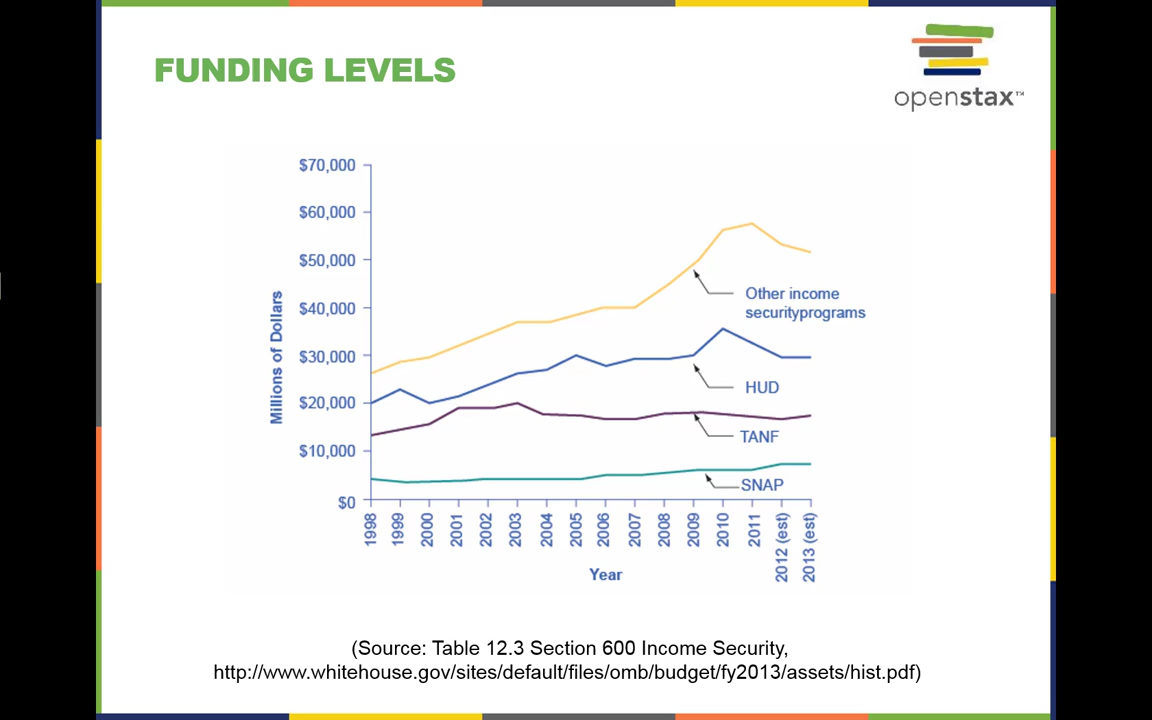 FUNDING LEVELS
openstax™
$70,000
$60,000
$50,000
$40,000
$30,000
$20,000
$10,000
$0
Millions of Dollars
Other income
securityprograms
HUD
TANF
SNAP
1998
1999
2000
2001
2002
2003
2004
2005
2006
2007
2008
2009
2010
2011
2012 (est)
2013 (est)
Year
(Source: Table 12.3 Section 600 Income Security,
http://www.whitehouse.gov/sites/default/files/omb/budget/fy2013/assets/hist.pdf)